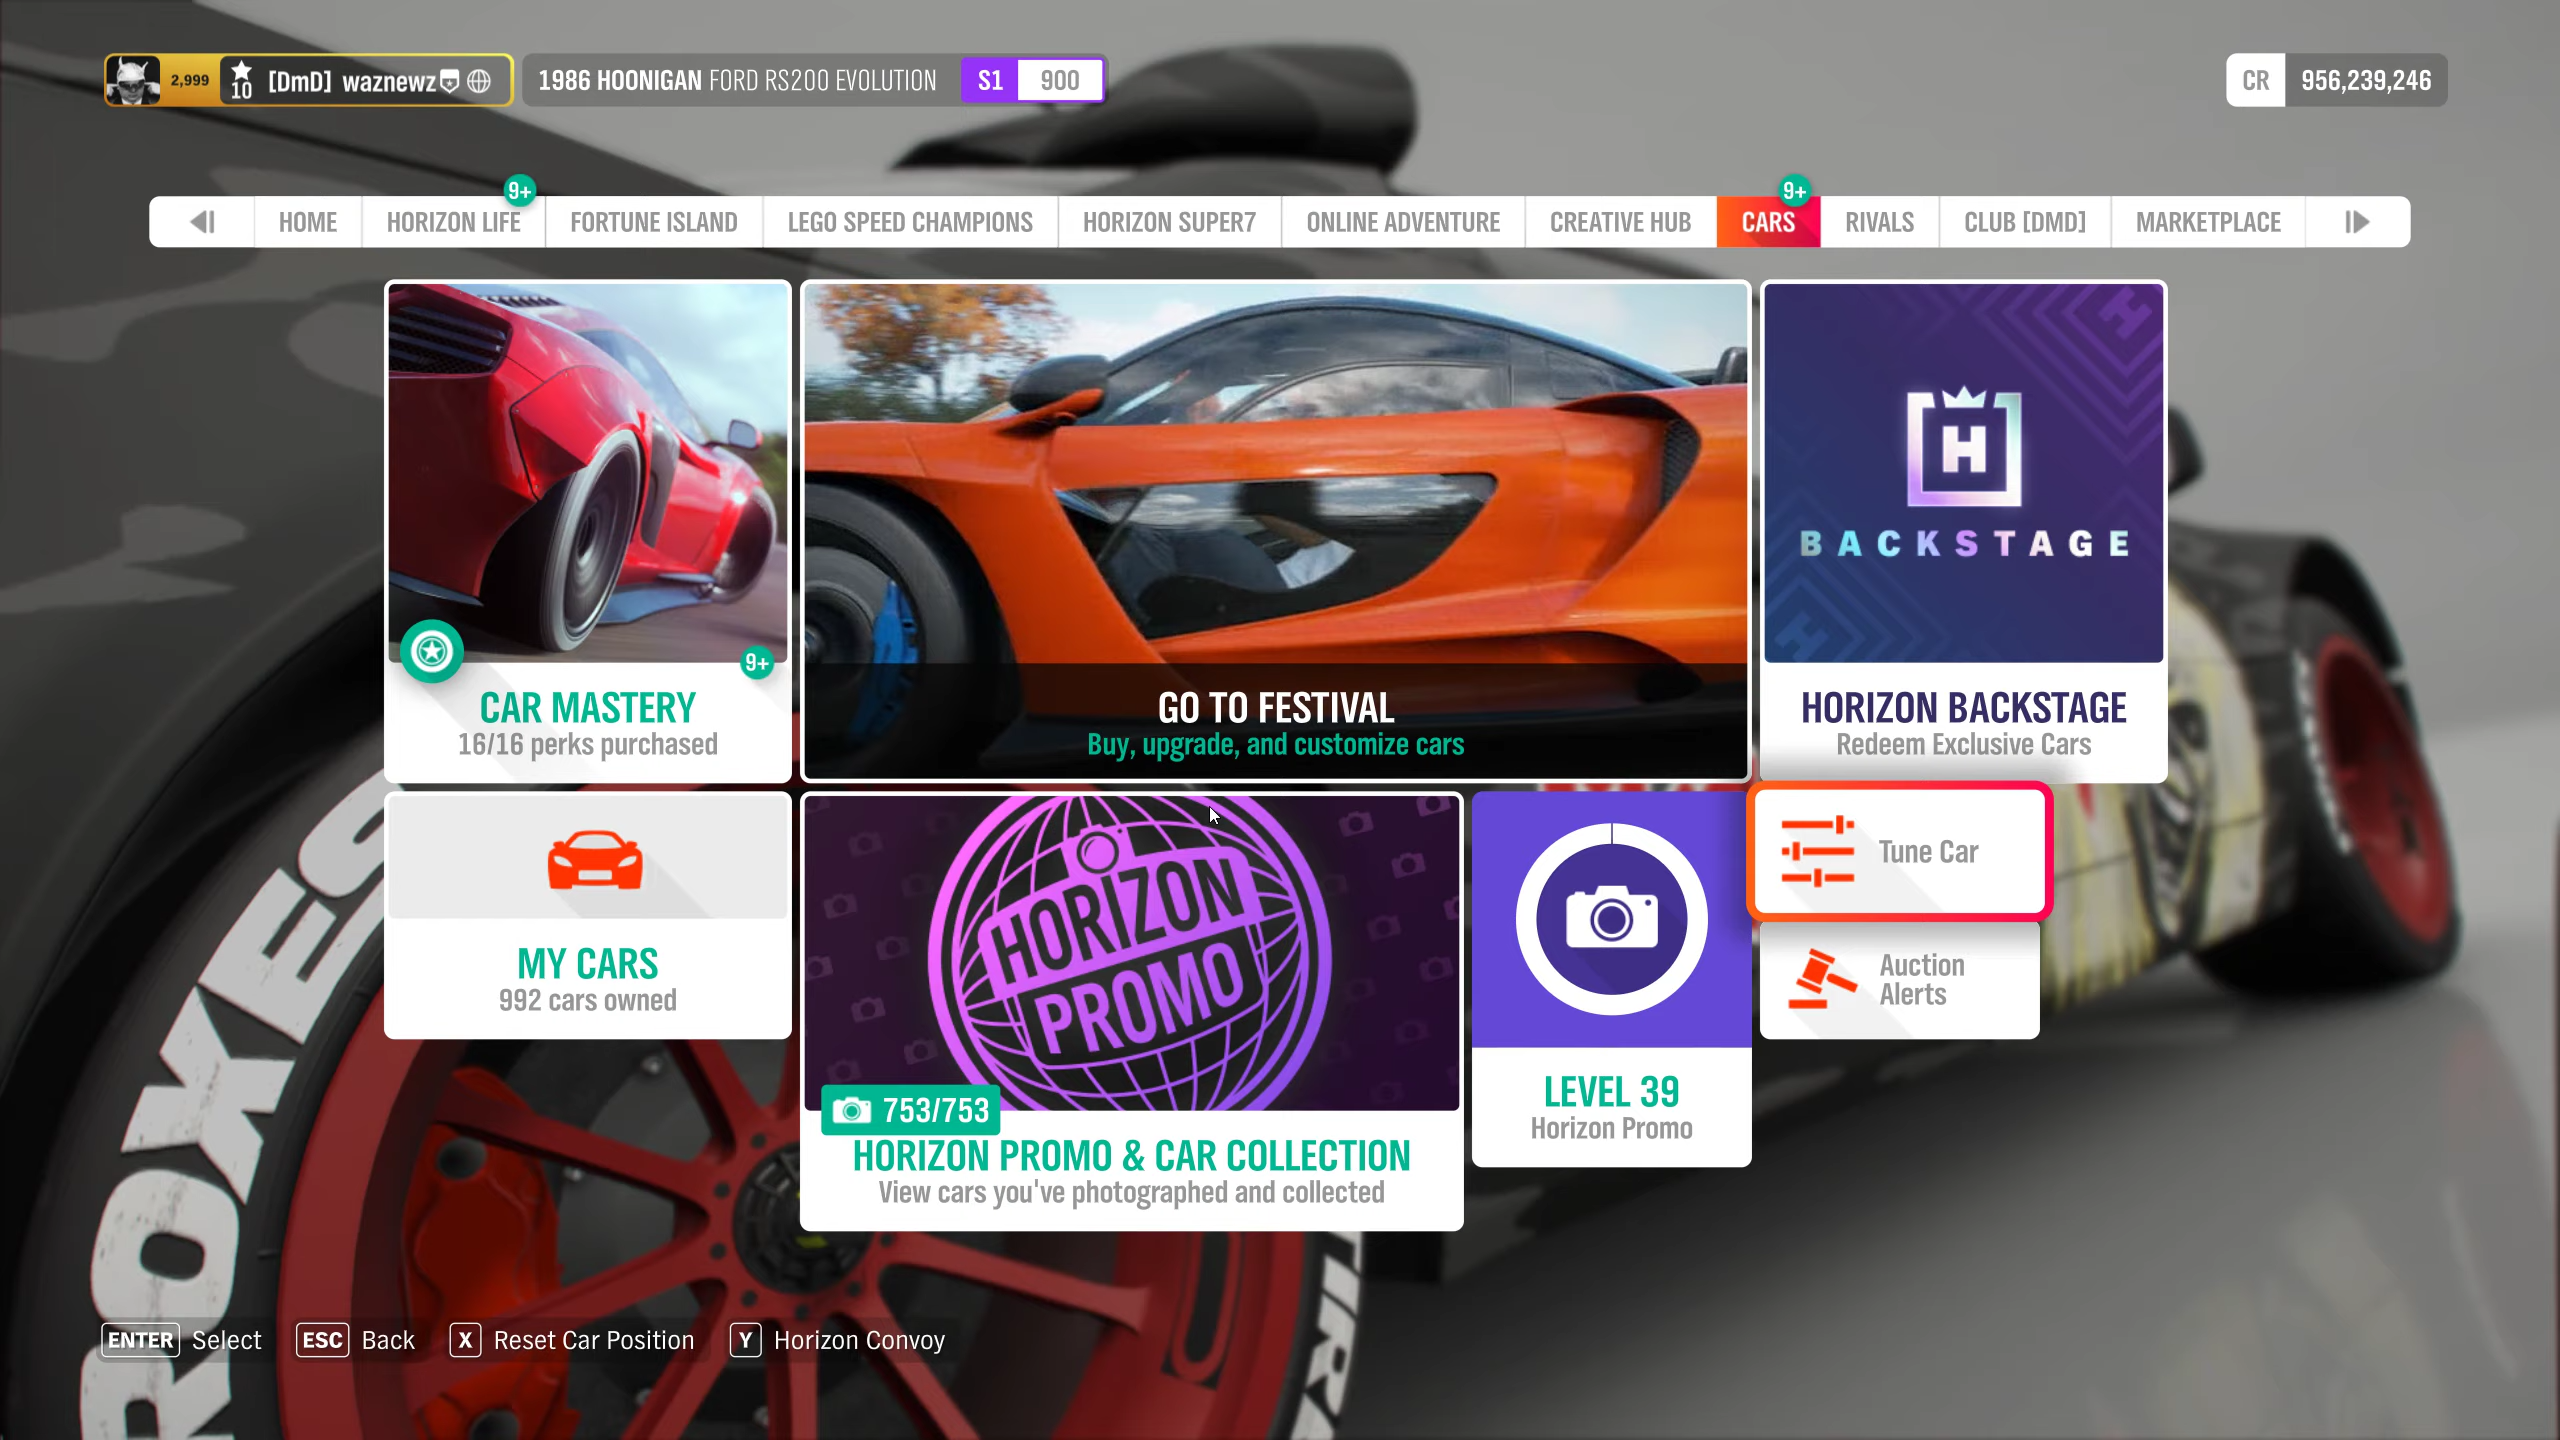 2,999
10
[DmD] waznewz
1986 HOONIGAN FORD RS200 EVOLUTION
S1 900
CR 956,239,246
9+
9+
HOME
HORIZON LIFE
FORTUNE ISLAND
LEGO SPEED CHAMPIONS
HORIZON SUPER7
ONLINE ADVENTURE
CREATIVE HUB
CARS
RIVALS
CLUB [DMD]
MARKETPLACE
9+
CAR MASTERY
16/16 perks purchased
GO TO FESTIVAL
Buy, upgrade, and customize cars
H
BACKSTAGE
HORIZON BACKSTAGE
Redeem Exclusive Cars
MY CARS
992 cars owned
HORIZON
PROMO
753/753
HORIZON PROMO & CAR COLLECTION
View cars you've photographed and collected
LEVEL 39
Horizon Promo
Tune Car
Auction
Alerts
ROXES
ENTER Select
ESC Back
X Reset Car Position
Y Horizon Convoy